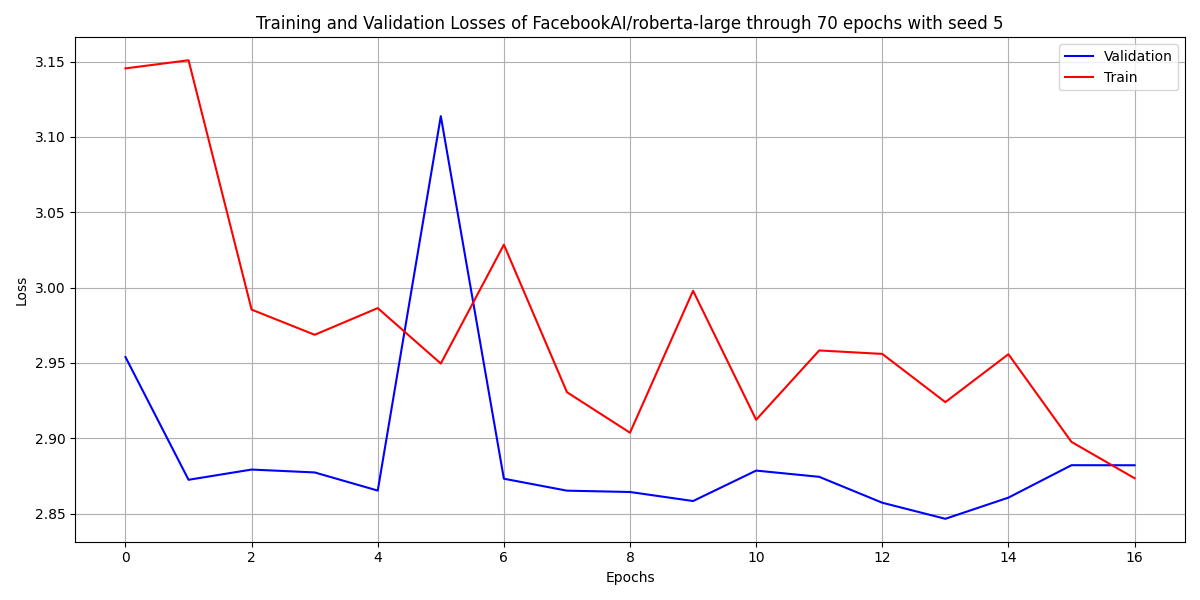 Training and Validation Losses of FacebookAI/roberta-large through 70 epochs with seed 5
Validation
Train
Loss
3.15
3.10
3.05
3.00
2.95
2.90
2.85
0 2 4 6 8 10 12 14 16
Epochs